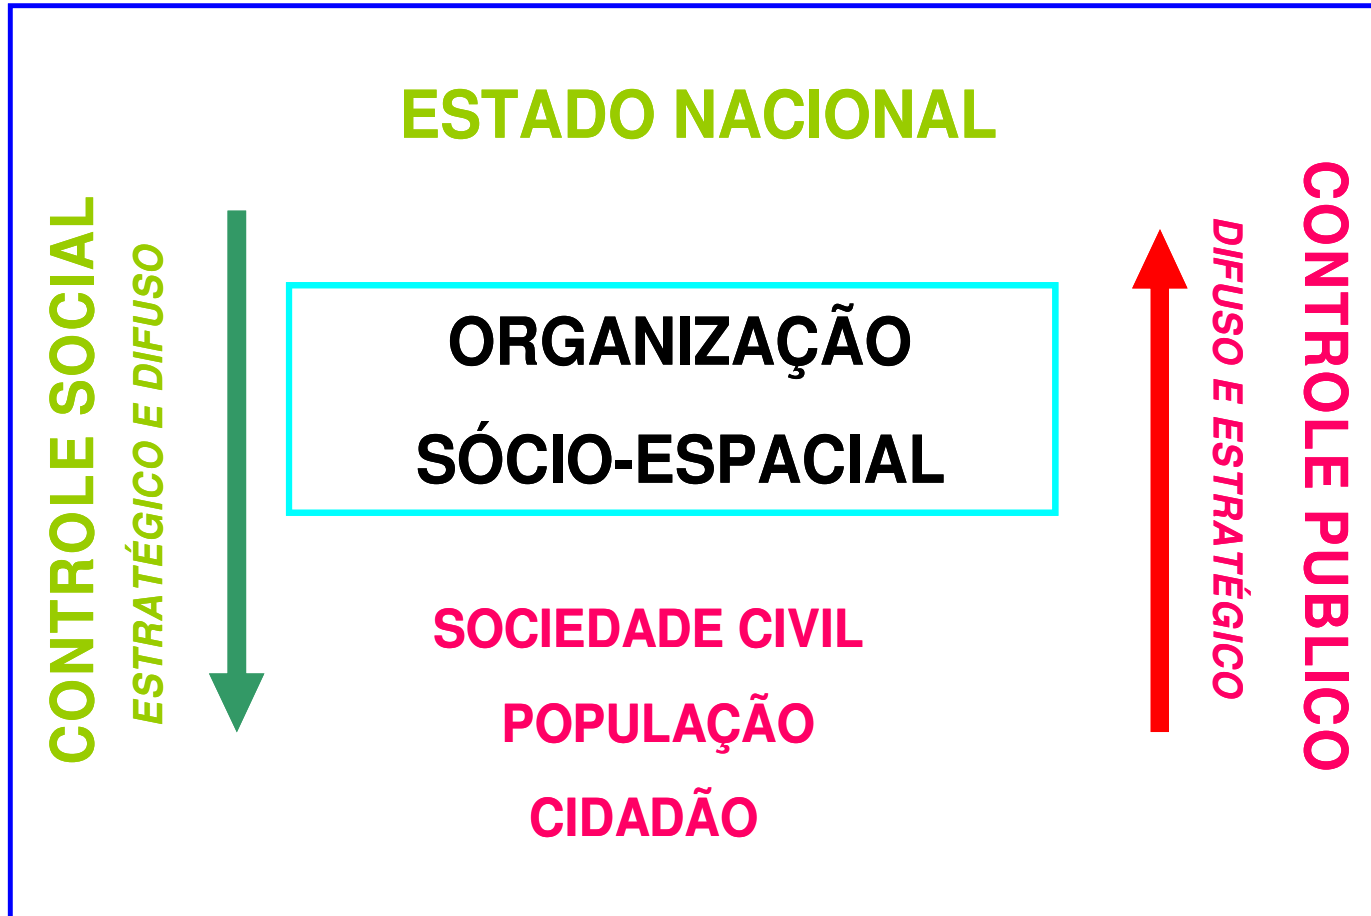 ESTADO NACIONAL
CONTROLE SOCIAL
ESTRATÉGICO E DIFUSO
ORGANIZAÇÃO
SÓCIO-ESPACIAL
DIFUSO E ESTRATÉGICO
CONTROLE PUBLICO
SOCIEDADE CIVIL
POPULAÇÃO
CIDADÃO